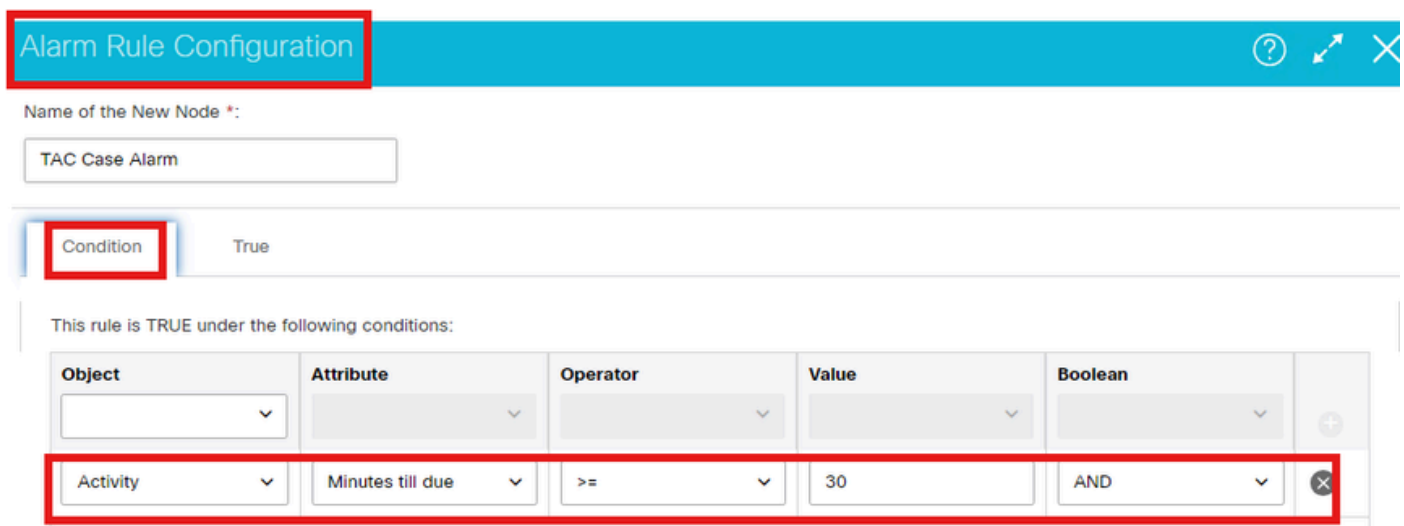 Alarm Rule Configuration
Name of the New Node *:
TAC Case Alarm
Condition True
This rule is TRUE under the following conditions:
Object Attribute Operator Value Boolean
Activity Minutes till due >= 30 AND